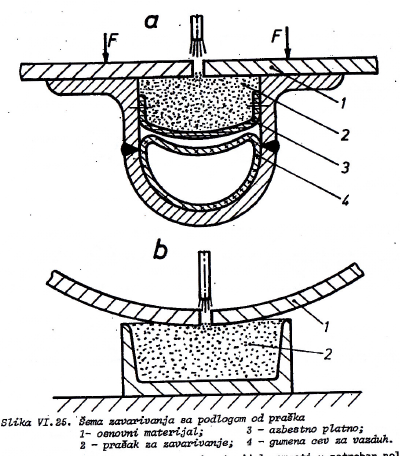 a
F
F
1
2
3
4
b
1
2
Slika VI.26. Šema zavarivanja sa podlogom od praška
1- osnovni materijal; 3 - azbestno platno;
2 - prašak za zavarivanje; 4 - gumena cev za vazduh.